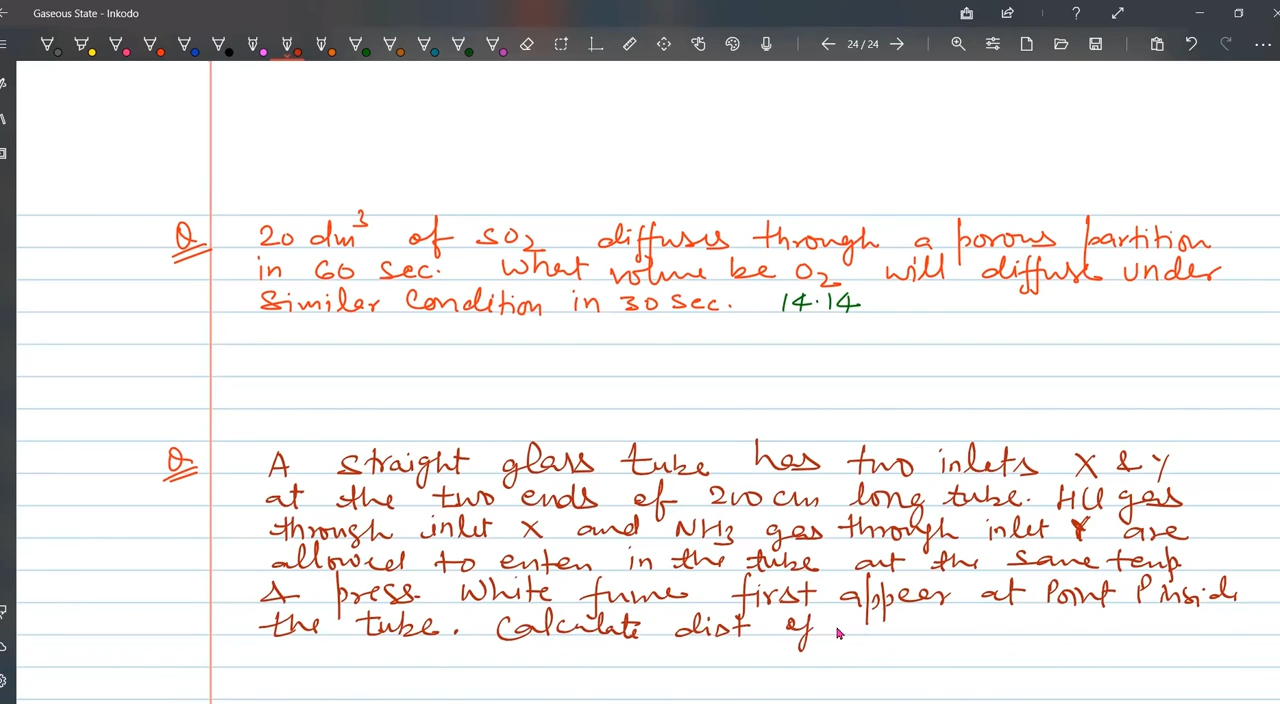 Gaseous State - Inkodo
24/24
Q 20 dm³ of SO2 diffuses through a porous partition
in 60 sec. What volume be O2 will diffuse under
Similar Condition in 30 sec. 14.14
Q A straight glass tube has two inlets X & Y
at the two ends of 200 cm long tube. HCl gas
through inlet X and NH3 gas through inlet Y are
allowed to enter in the tube at the same temp
& press. White fumes first appear at Point P inside
the tube. Calculate dist of